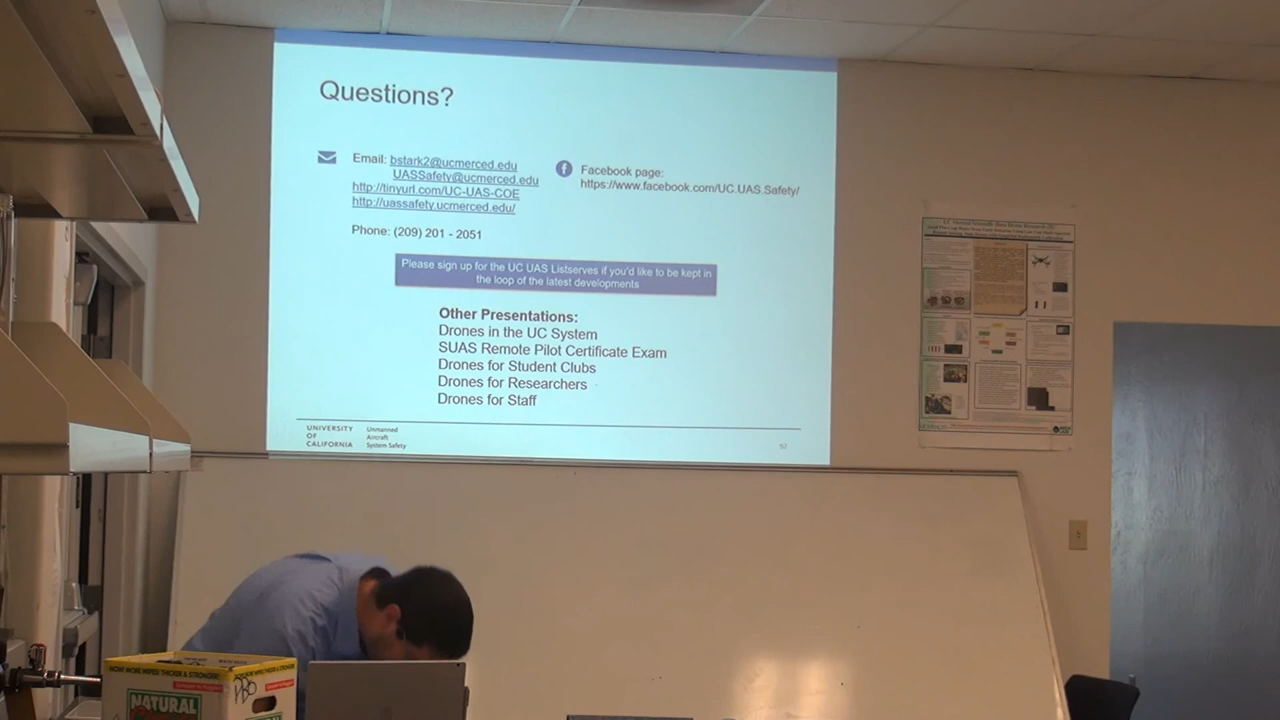 Questions?
Email: bstark2@ucmerced.edu
UASSafety@ucmerced.edu
http://tinyurl.com/UC-UAS-COE
http://uassafety.ucmerced.edu/
Phone: (209) 201 - 2051
Facebook page:
https://www.facebook.com/UC.UAS.Safety/
Please sign up for the UC UAS Listserves if you'd like to be kept in
the loop of the latest developments
Other Presentations:
Drones in the UC System
SUAS Remote Pilot Certificate Exam
Drones for Student Clubs
Drones for Researchers
Drones for Staff
UNIVERSITY
OF
CALIFORNIA
Unmanned
Aircraft
System Safety
52
NATURAL